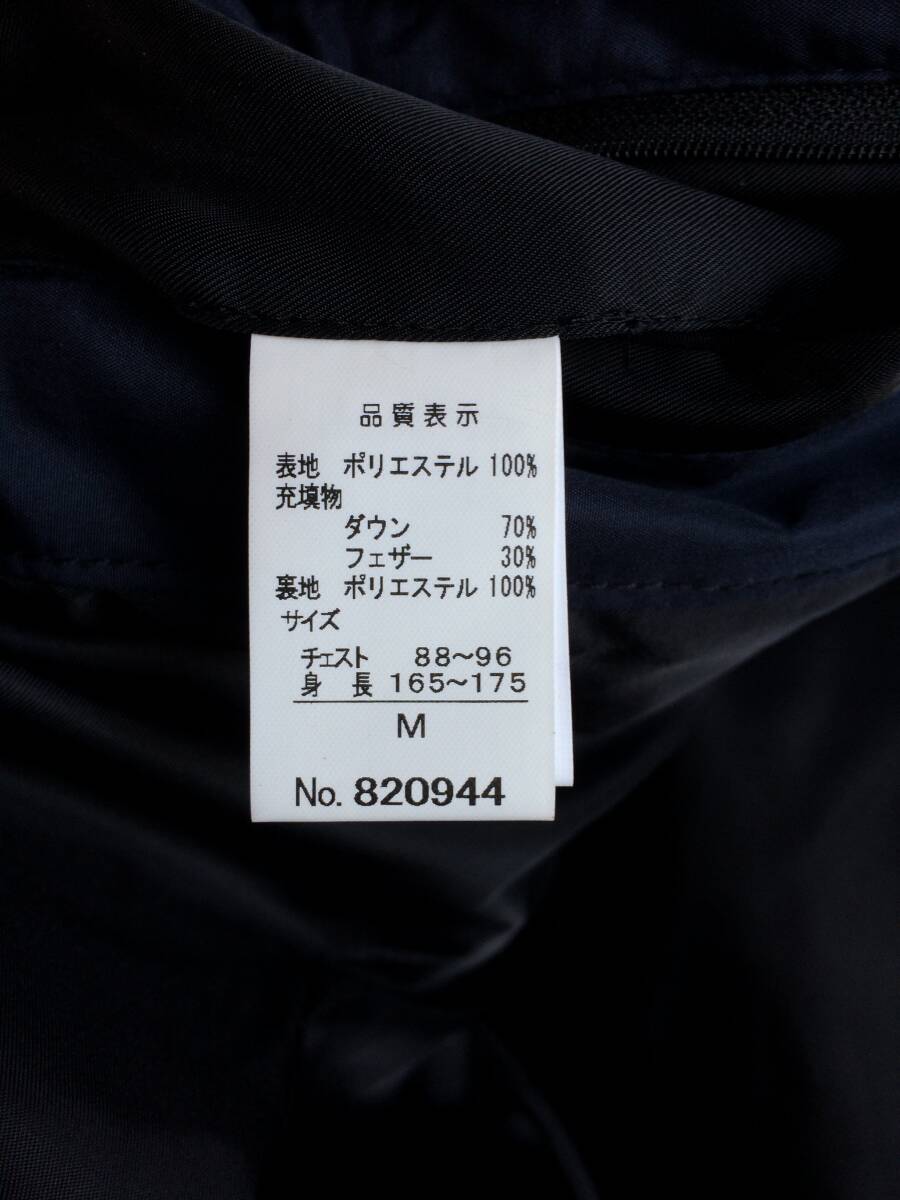 品質表示
表地 ポリエステル 100%
充填物
ダウン 70%
フェザー 30%
裏地 ポリエステル 100%
サイズ
チェスト 88~96
身長 165~175
M
No. 820944